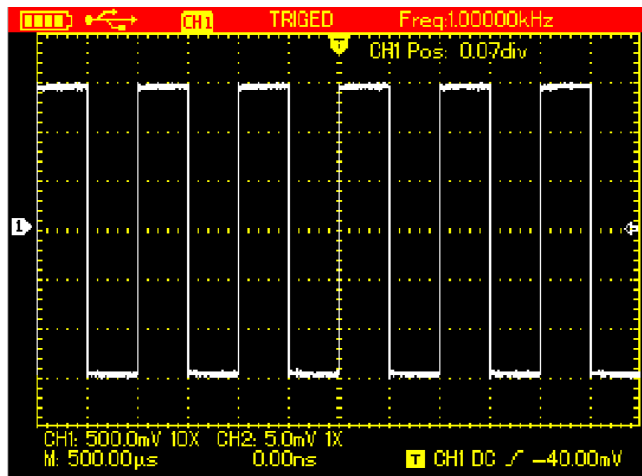 CH1 TRIGED Freq:1.00000kHz
T
CH1 Pos: 0.07div
1
CH1: 500.0mV 10X CH2: 5.0mV 1X
M: 500.00µs 0.00ns T CH1 DC -40.00mV